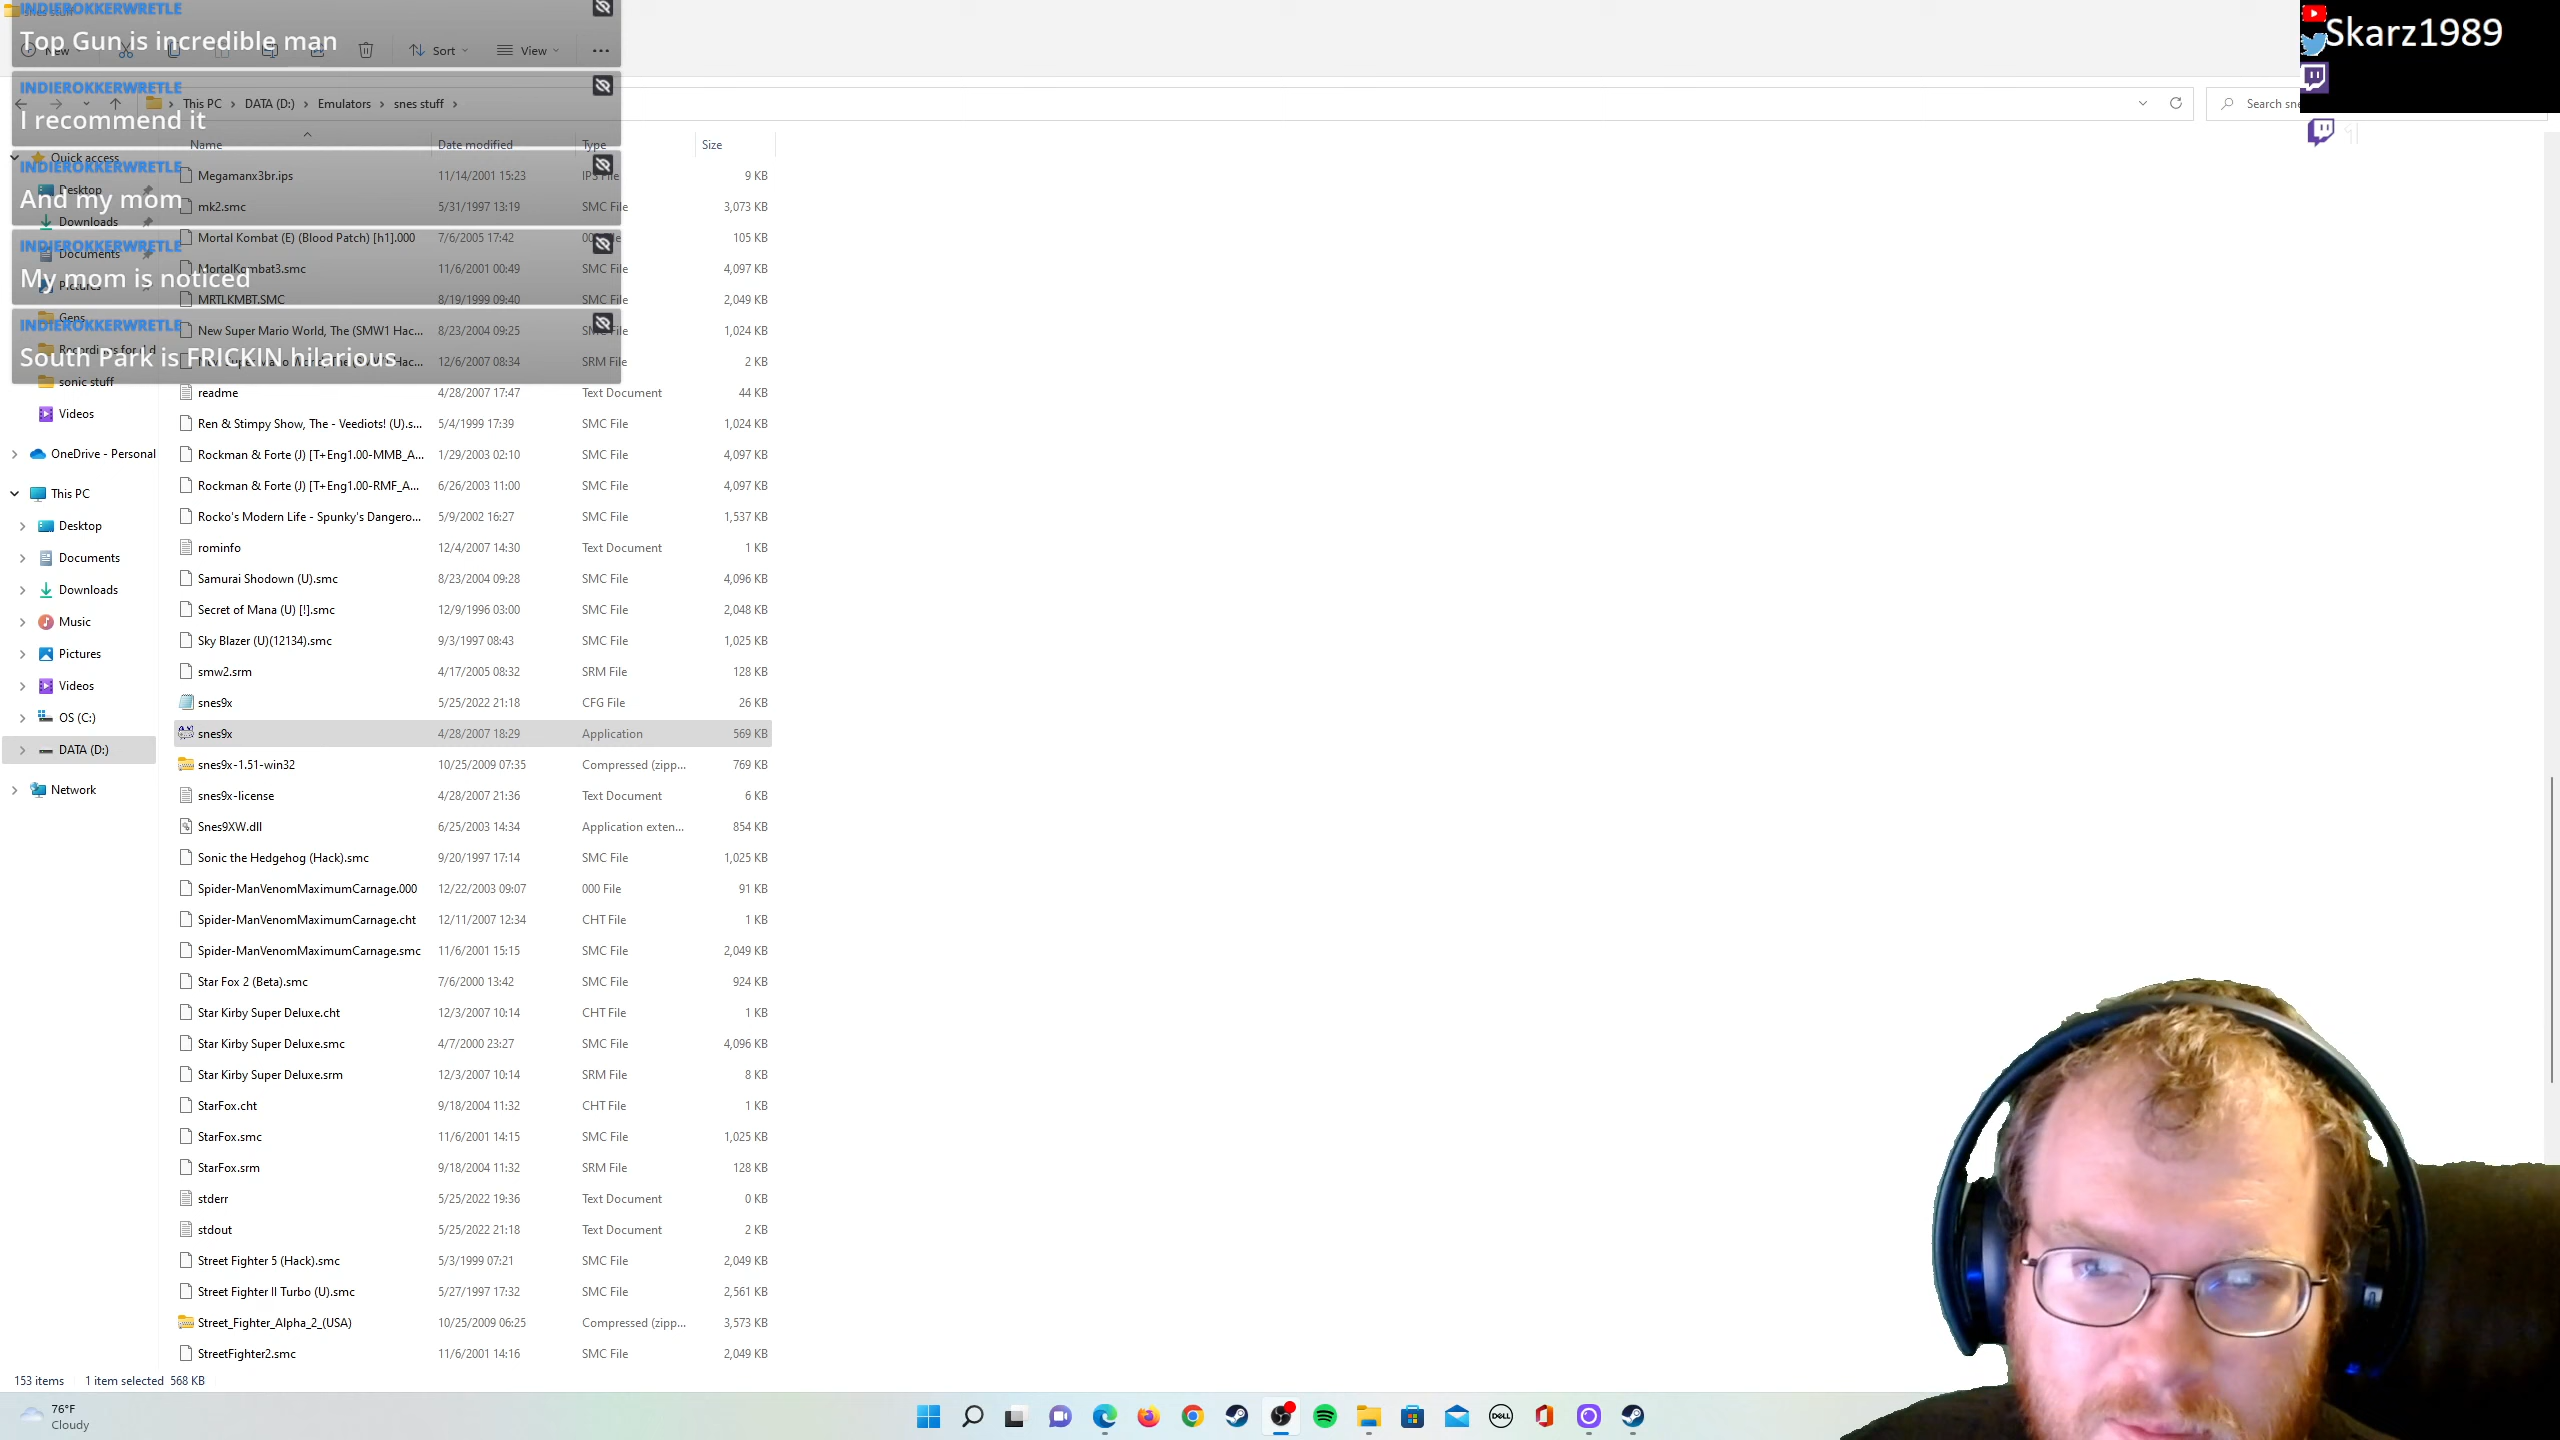 snes stuff
INDIEROKKERWRETLE
Top Gun is incredible man
New
Sort
View
INDIEROKKERWRETLE
I recommend it
This PC
DATA (D:)
Emulators
snes stuff
Search sne
Skarz1989
1
Name
Date modified
Type
Size
Quick access
Desktop
Downloads
Documents
Pictures
Gens
sonic stuff
Videos
OneDrive - Personal
This PC
Desktop
Documents
Downloads
Music
Pictures
Videos
OS (C:)
DATA (D:)
Network
INDIEROKKERWRETLE
And my mom
INDIEROKKERWRETLE
My mom is noticed
INDIEROKKERWRETLE
South Park is FRICKIN hilarious
Megamanx3br.ips 11/14/2001 15:23 IPS File 9 KB
mk2.smc 5/31/1997 13:19 SMC File 3,073 KB
Mortal Kombat (E) (Blood Patch) [h1].000 7/6/2005 17:42 000 File 105 KB
MortalKombat3.smc 11/6/2001 00:49 SMC File 4,097 KB
MRTLKMBT.SMC 8/19/1999 09:40 SMC File 2,049 KB
New Super Mario World, The (SMW1 Hac... 8/23/2004 09:25 SMC File 1,024 KB
12/6/2007 08:34 SRM File 2 KB
readme 4/28/2007 17:47 Text Document 44 KB
Ren & Stimpy Show, The - Veediots! (U).s... 5/4/1999 17:39 SMC File 1,024 KB
Rockman & Forte (J) [T+Eng1.00-MMB_A... 1/29/2003 02:10 SMC File 4,097 KB
Rockman & Forte (J) [T+Eng1.00-RMF_A... 6/26/2003 11:00 SMC File 4,097 KB
Rocko's Modern Life - Spunky's Dangero... 5/9/2002 16:27 SMC File 1,537 KB
rominfo 12/4/2007 14:30 Text Document 1 KB
Samurai Shodown (U).smc 8/23/2004 09:28 SMC File 4,096 KB
Secret of Mana (U) [!].smc 12/9/1996 03:00 SMC File 2,048 KB
Sky Blazer (U)(12134).smc 9/3/1997 08:43 SMC File 1,025 KB
smw2.srm 4/17/2005 08:32 SRM File 128 KB
snes9x 5/25/2022 21:18 CFG File 26 KB
snes9x 4/28/2007 18:29 Application 569 KB
snes9x-1.51-win32 10/25/2009 07:35 Compressed (zipp... 769 KB
snes9x-license 4/28/2007 21:36 Text Document 6 KB
Snes9XW.dll 6/25/2003 14:34 Application exten... 854 KB
Sonic the Hedgehog (Hack).smc 9/20/1997 17:14 SMC File 1,025 KB
Spider-ManVenomMaximumCarnage.000 12/22/2003 09:07 000 File 91 KB
Spider-ManVenomMaximumCarnage.cht 12/11/2007 12:34 CHT File 1 KB
Spider-ManVenomMaximumCarnage.smc 11/6/2001 15:15 SMC File 2,049 KB
Star Fox 2 (Beta).smc 7/6/2000 13:42 SMC File 924 KB
Star Kirby Super Deluxe.cht 12/3/2007 10:14 CHT File 1 KB
Star Kirby Super Deluxe.smc 4/7/2000 23:27 SMC File 4,096 KB
Star Kirby Super Deluxe.srm 12/3/2007 10:14 SRM File 8 KB
StarFox.cht 9/18/2004 11:32 CHT File 1 KB
StarFox.smc 11/6/2001 14:15 SMC File 1,025 KB
StarFox.srm 9/18/2004 11:32 SRM File 128 KB
stderr 5/25/2022 19:36 Text Document 0 KB
stdout 5/25/2022 21:18 Text Document 2 KB
Street Fighter 5 (Hack).smc 5/3/1999 07:21 SMC File 2,049 KB
Street Fighter II Turbo (U).smc 5/27/1997 17:32 SMC File 2,561 KB
Street_Fighter_Alpha_2_(USA) 10/25/2009 06:25 Compressed (zipp... 3,573 KB
StreetFighter2.smc 11/6/2001 14:16 SMC File 2,049 KB
153 items 1 item selected 568 KB
76°F
Cloudy
DELL